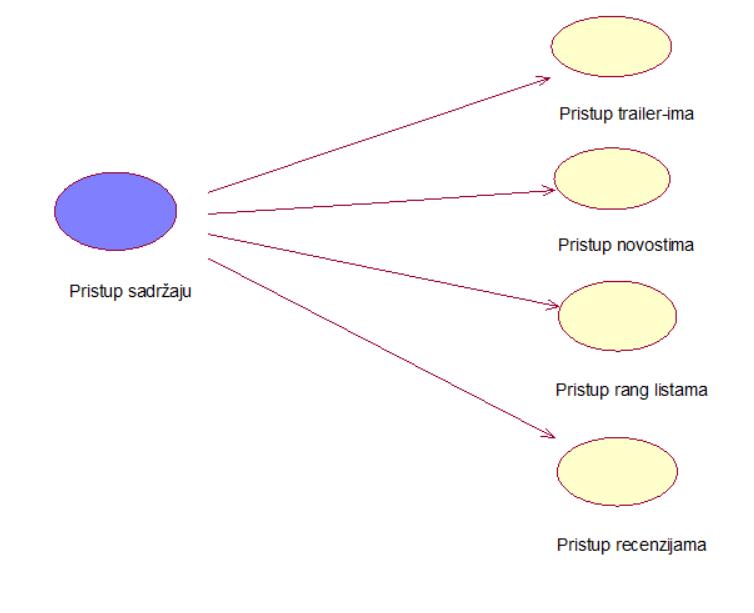 Pristup trailer-ima
Pristup novostima
Pristup sadržaju
Pristup rang listama
Pristup recenzijama